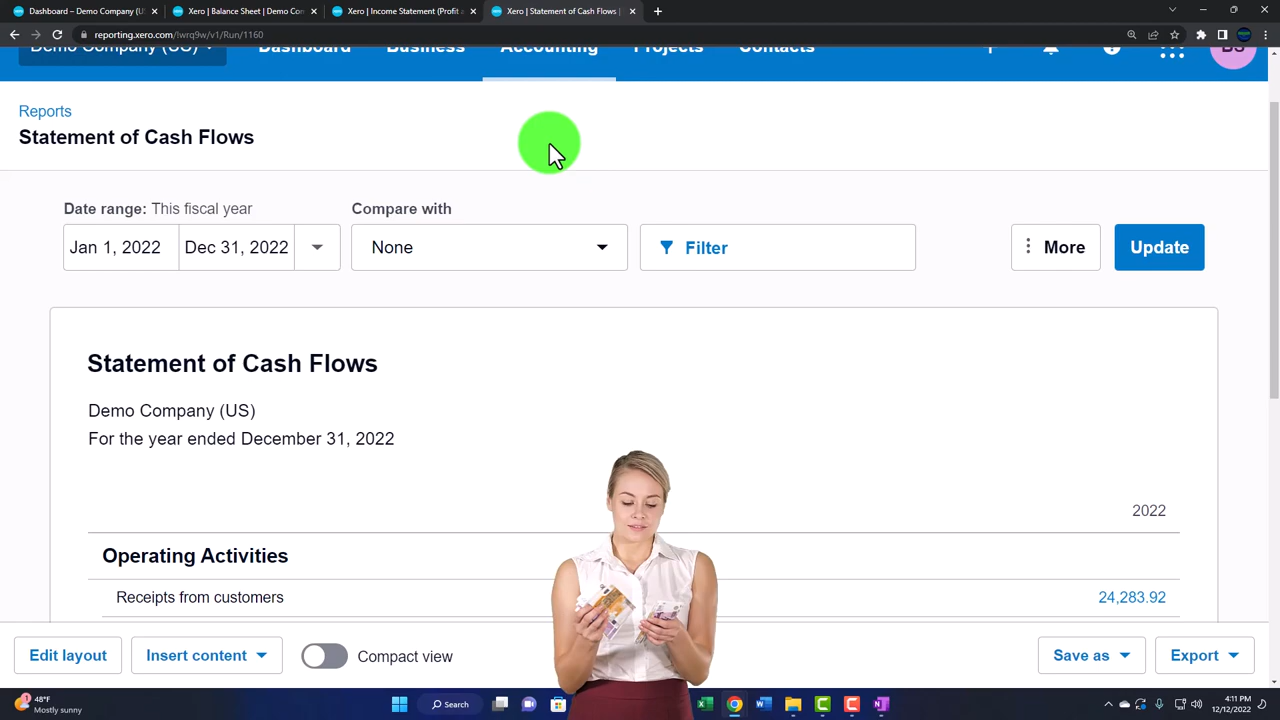 Dashboard – Demo Company (US)
Xero | Balance Sheet | Demo Con
Xero | Income Statement (Profit a
Xero | Statement of Cash Flows |
reporting.xero.com/lwrq9w/v1/Run/1160
Demo Company (US)
Dashboard
Business
Accounting
Projects
Contacts
DS
Reports
Statement of Cash Flows
Date range: This fiscal year
Compare with
Jan 1, 2022
Dec 31, 2022
None
Filter
More
Update
Statement of Cash Flows
Demo Company (US)
For the year ended December 31, 2022
2022
Operating Activities
Receipts from customers 24,283.92
Edit layout
Insert content
Compact view
Save as
Export
48°F
Mostly sunny
Search
4:11 PM
12/12/2022